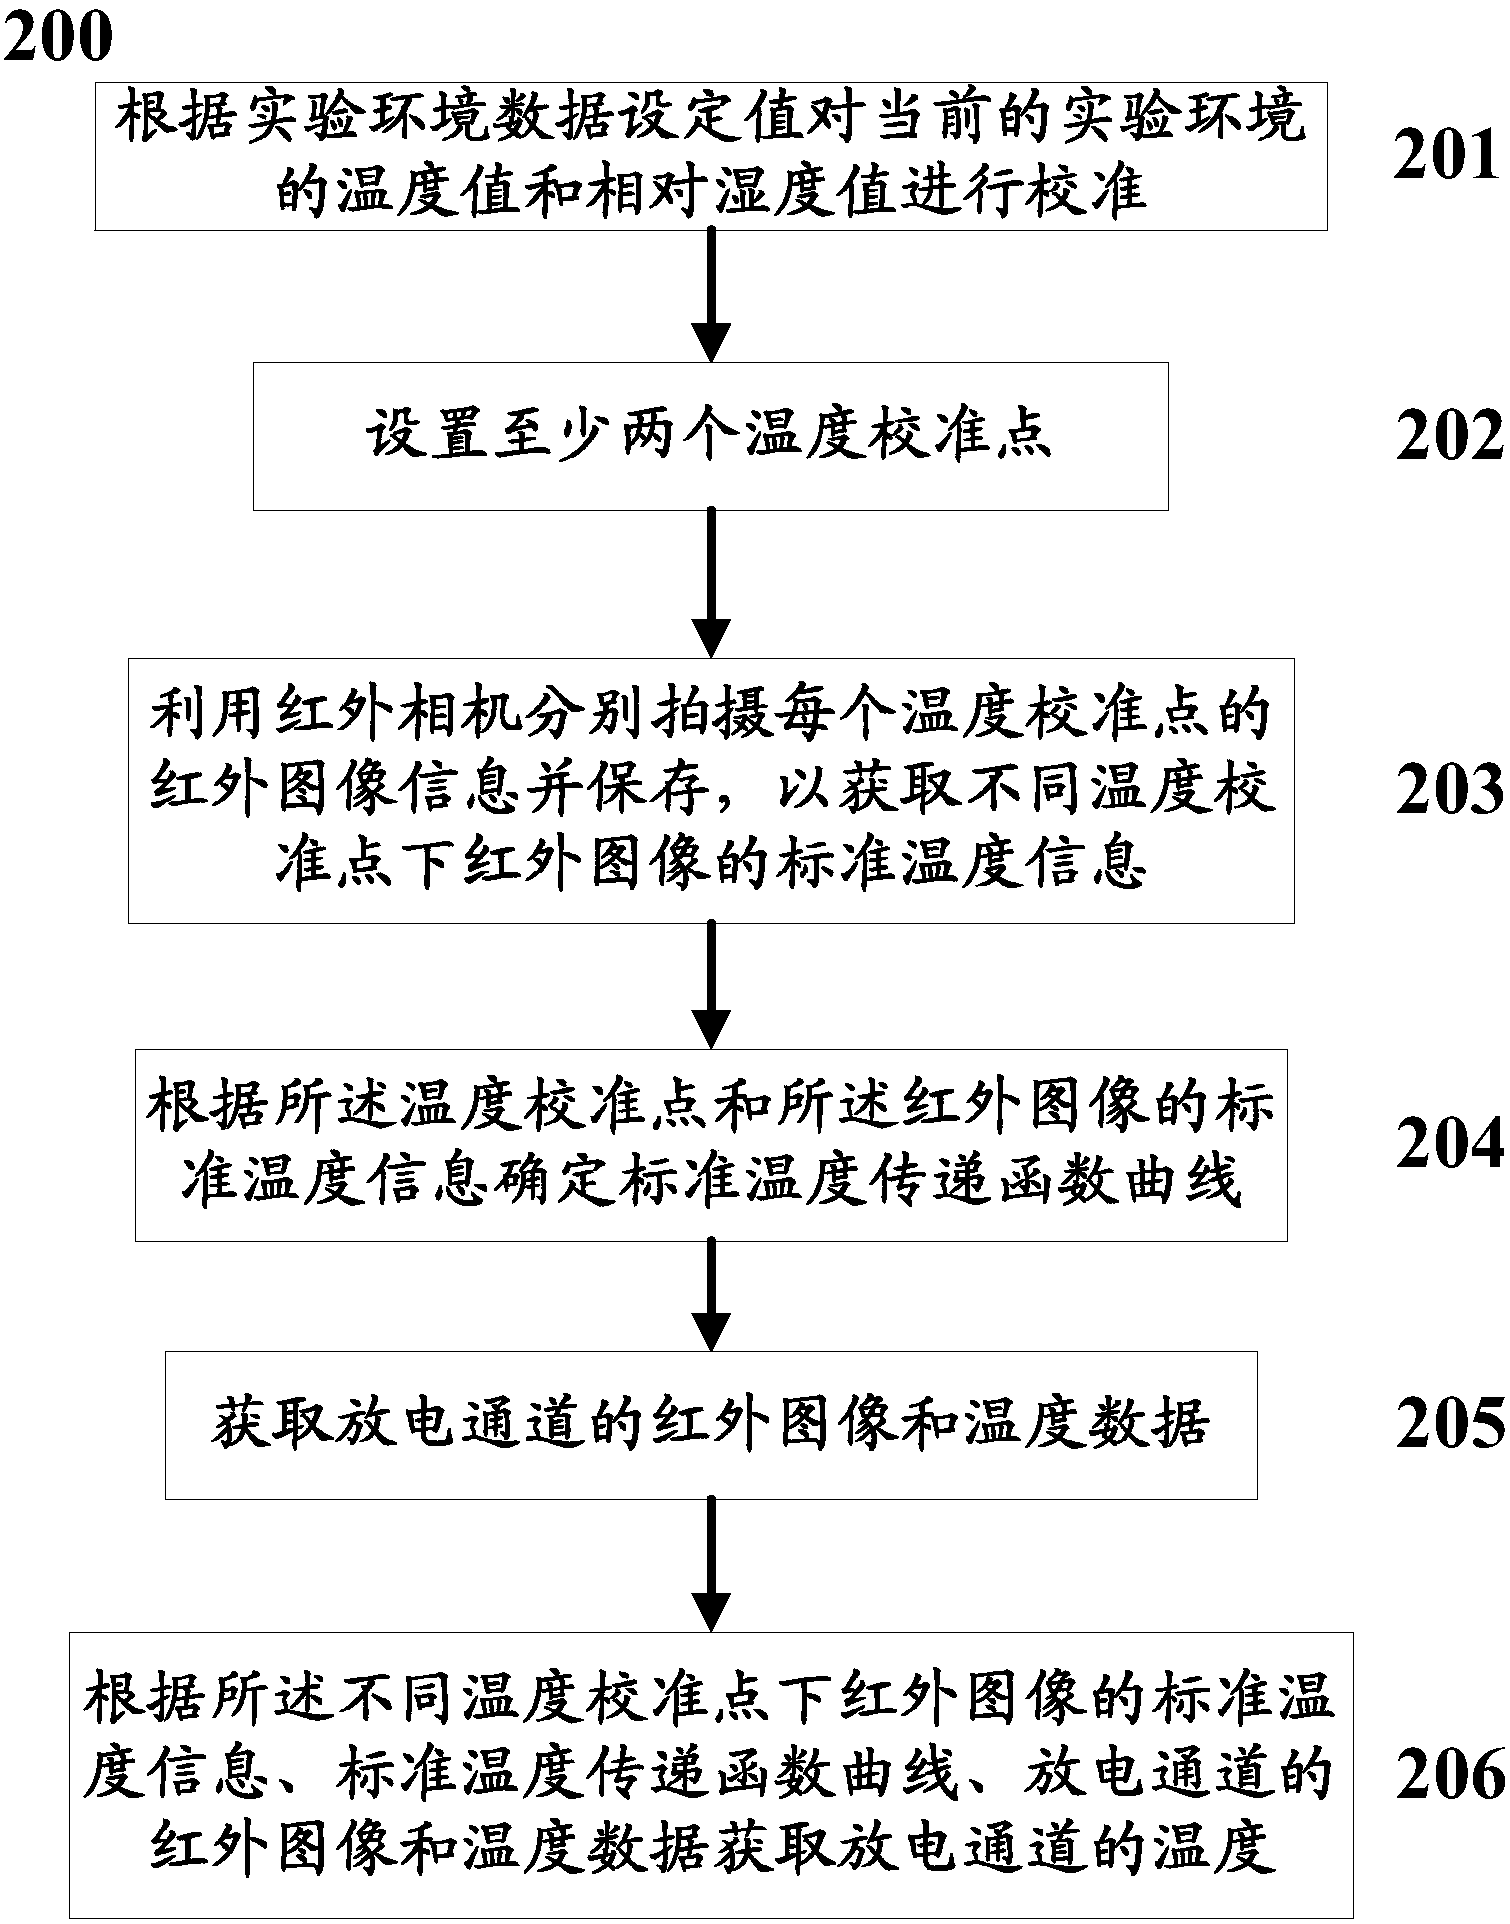 200
根据实验环境数据设定值对当前的实验环境
的温度值和相对湿度值进行校准
201
设置至少两个温度校准点
202
利用红外相机分别拍摄每个温度校准点的
红外图像信息并保存，以获取不同温度校
准点下红外图像的标准温度信息
203
根据所述温度校准点和所述红外图像的标
准温度信息确定标准温度传递函数曲线
204
获取放电通道的红外图像和温度数据
205
根据所述不同温度校准点下红外图像的标准温
度信息、标准温度传递函数曲线、放电通道的
红外图像和温度数据获取放电通道的温度
206